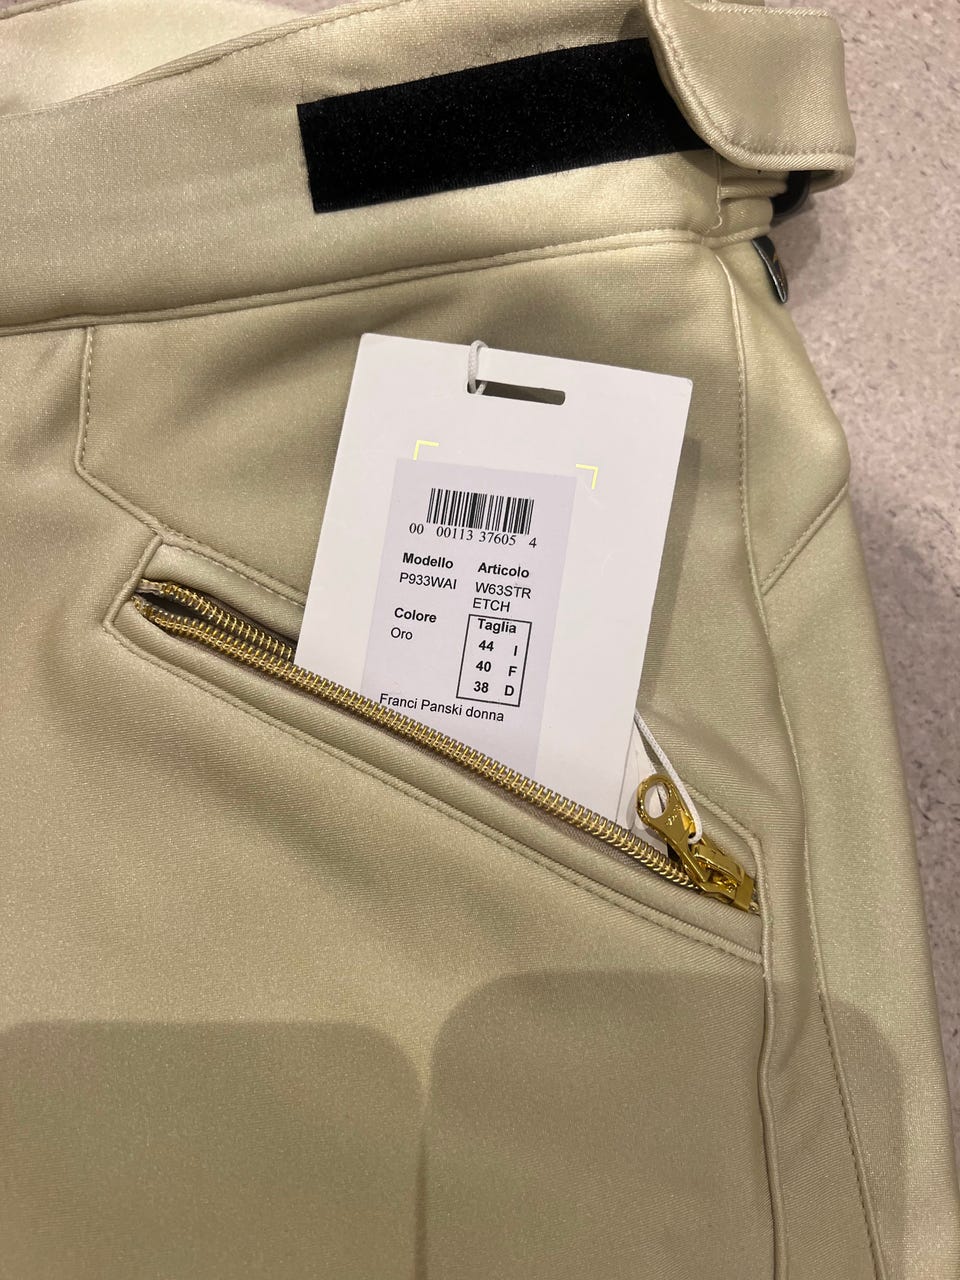 00 00113 37605 4
Modello Articolo
P933WAI W63STR
ETCH
Colore Taglia
Oro 44 I
40 F
38 D
Franci Panski donna